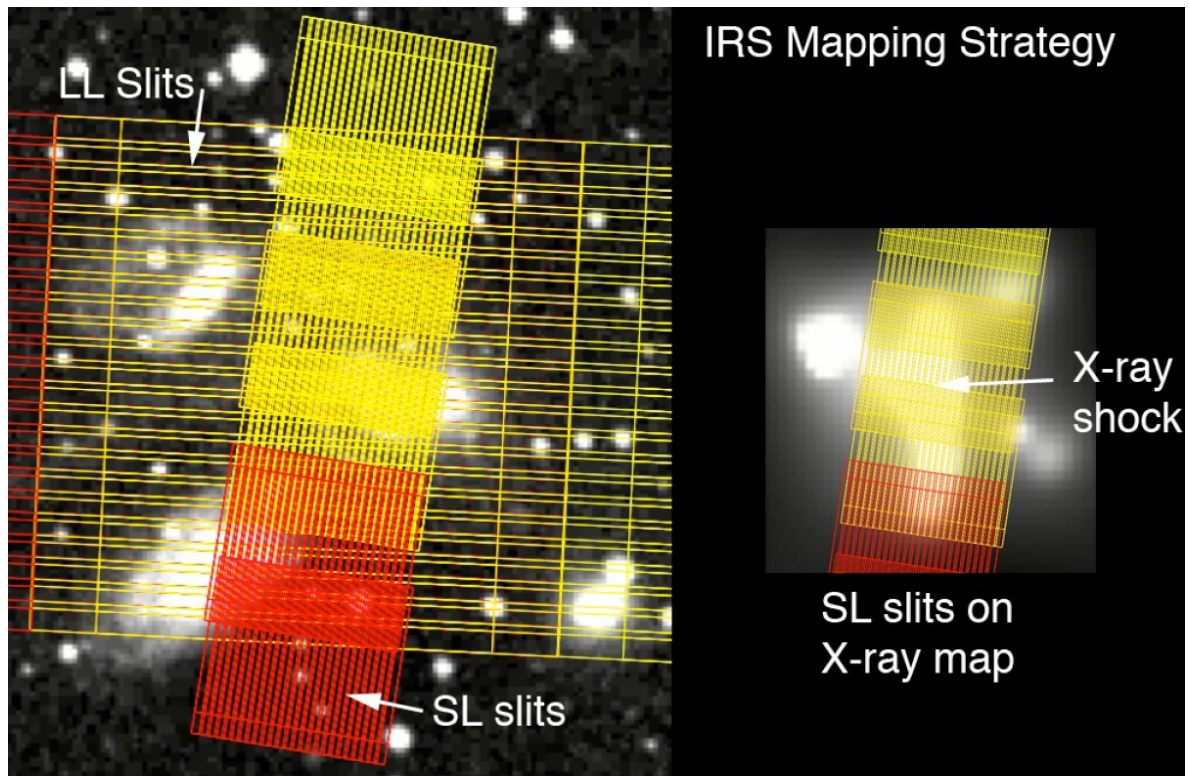 IRS Mapping Strategy
LL Slits
X-ray
shock
SL slits on
X-ray map
SL slits